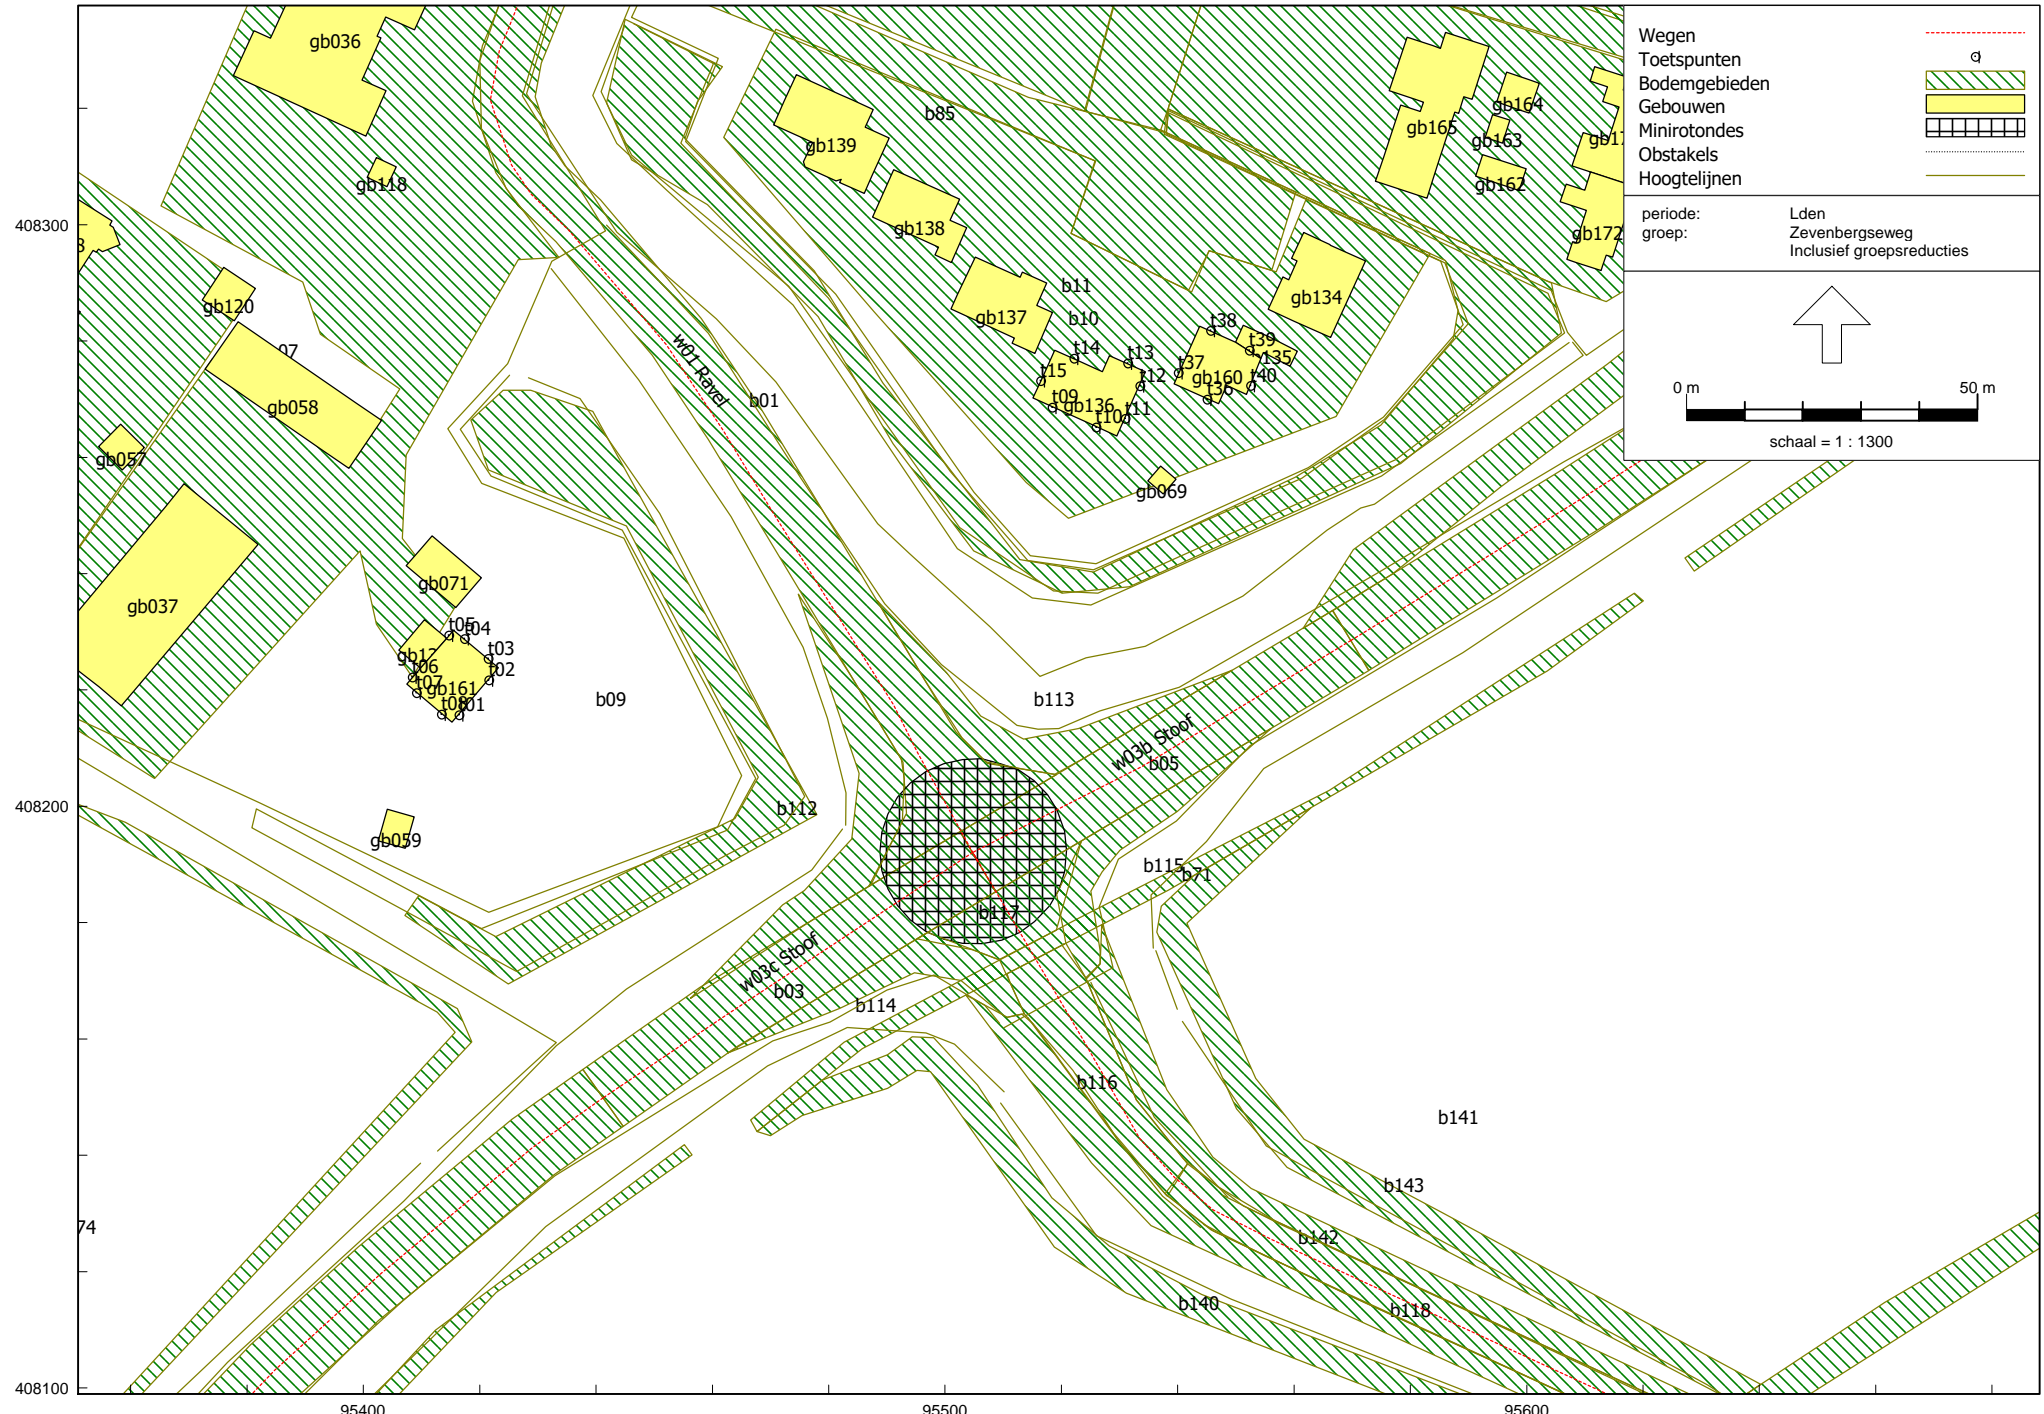 Wegen
Toetspunten
Bodemgebieden
Gebouwen
Minirotondes
Obstakels
Hoogtelijnen
periode: Lden
groep: Zevenbergseweg
Inclusief groepsreducties
0 m 50 m
schaal = 1 : 1300
gb036
b85
gb139
gb165
gb164
gb163
gb162
gb118
gb138
gb172
408300
gb120
b11
gb134
gb137
b10
t38
t39
t14
t13
t135
t37
t15
t12
gb160
t40
07
w01 Ravel
b01
t09
gb136
t36
t11
t10
gb058
gb057
gb069
gb071
gb037
t05
t04
t03
t06
t02
t07
gb161
t08
t01
b09
b113
w03b Stoof
b05
408200
b112
gb059
b115
b71
b117
w03c Stoof
b03
b114
b116
b141
b143
74
b142
b140
b118
408100
95400
95500
95600